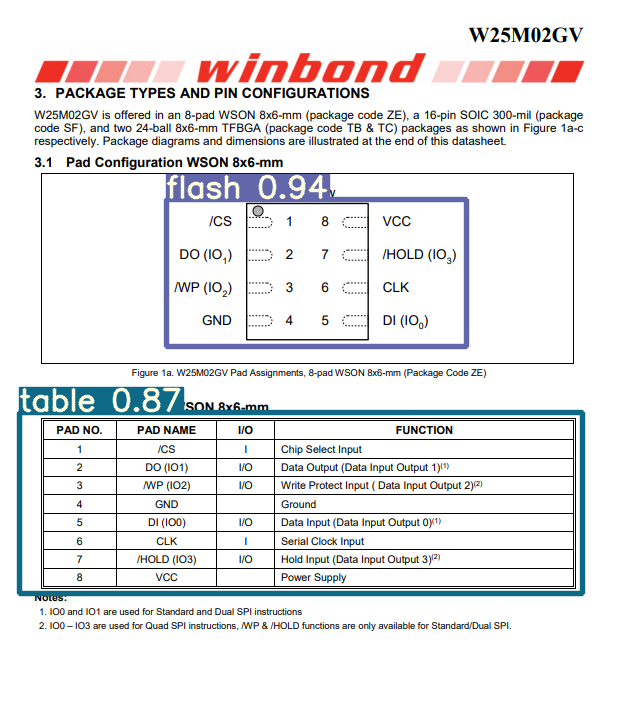 W25M02GV
winbond
3. PACKAGE TYPES AND PIN CONFIGURATIONS
W25M02GV is offered in an 8-pad WSON 8x6-mm (package code ZE), a 16-pin SOIC 300-mil (package
code SF), and two 24-ball 8x6-mm TFBGA (package code TB & TC) packages as shown in Figure 1a-c
respectively. Package diagrams and dimensions are illustrated at the end of this datasheet.
3.1 Pad Configuration WSON 8x6-mm
flash 0.94
/CS 1 8 VCC
DO (IO1) 2 7 /HOLD (IO3)
/WP (IO2) 3 6 CLK
GND 4 5 DI (IO0)
Figure 1a. W25M02GV Pad Assignments, 8-pad WSON 8x6-mm (Package Code ZE)
table 0.87 WSON 8x6-mm
PAD NO. PAD NAME I/O FUNCTION
1 /CS I Chip Select Input
2 DO (IO1) I/O Data Output (Data Input Output 1)(1)
3 /WP (IO2) I/O Write Protect Input ( Data Input Output 2)(2)
4 GND Ground
5 DI (IO0) I/O Data Input (Data Input Output 0)(1)
6 CLK I Serial Clock Input
7 /HOLD (IO3) I/O Hold Input (Data Input Output 3)(2)
8 VCC Power Supply
Notes:
1. IO0 and IO1 are used for Standard and Dual SPI instructions
2. IO0 – IO3 are used for Quad SPI instructions, /WP & /HOLD functions are only available for Standard/Dual SPI.